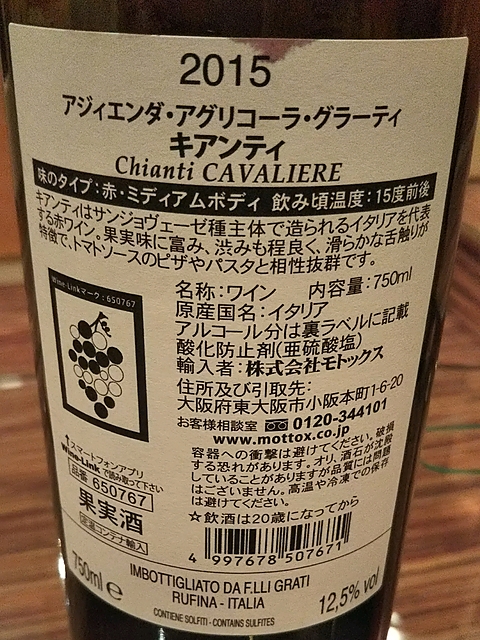 2015
アジィエンダ・アグリコーラ・グラーティ
キアンティ
Chianti CAVALIERE
味のタイプ：赤・ミディアムボディ 飲み頃温度：15度前後
キアンティはサンジョヴェーゼ種主体で造られるイタリアを代表
する赤ワイン。果実味に富み、渋みも程良く、滑らかな舌触りが
特徴で、トマトソースのピザやパスタと相性抜群です。
Wine-Linkマーク：650767
名称：ワイン 内容量：750ml
原産国名：イタリア
アルコール分は裏ラベルに記載
酸化防止剤(亜硫酸塩)
輸入者：株式会社モトックス
住所及び引取先：
大阪府東大阪市小阪本町1-6-20
お客様相談室 0120-344101
www.mottox.co.jp
↑スマートフォンアプリ
Wine-Linkで読み取って下さい
品番 650767
果実酒
定温コンテナ輸入
容器への衝撃は避けてください。破損
する恐れがあります。オリ、酒石が沈殿
していることがありますが品質には問題
はございません。高温や冷凍での保存
は避けてください。
☆飲酒は20歳になってから
4 997678 507671
750ml e
IMBOTTIGLIATO DA F.LLI GRATI
RUFINA - ITALIA
12,5% vol
CONTIENE SOLFITI - CONTAINS SULFITES